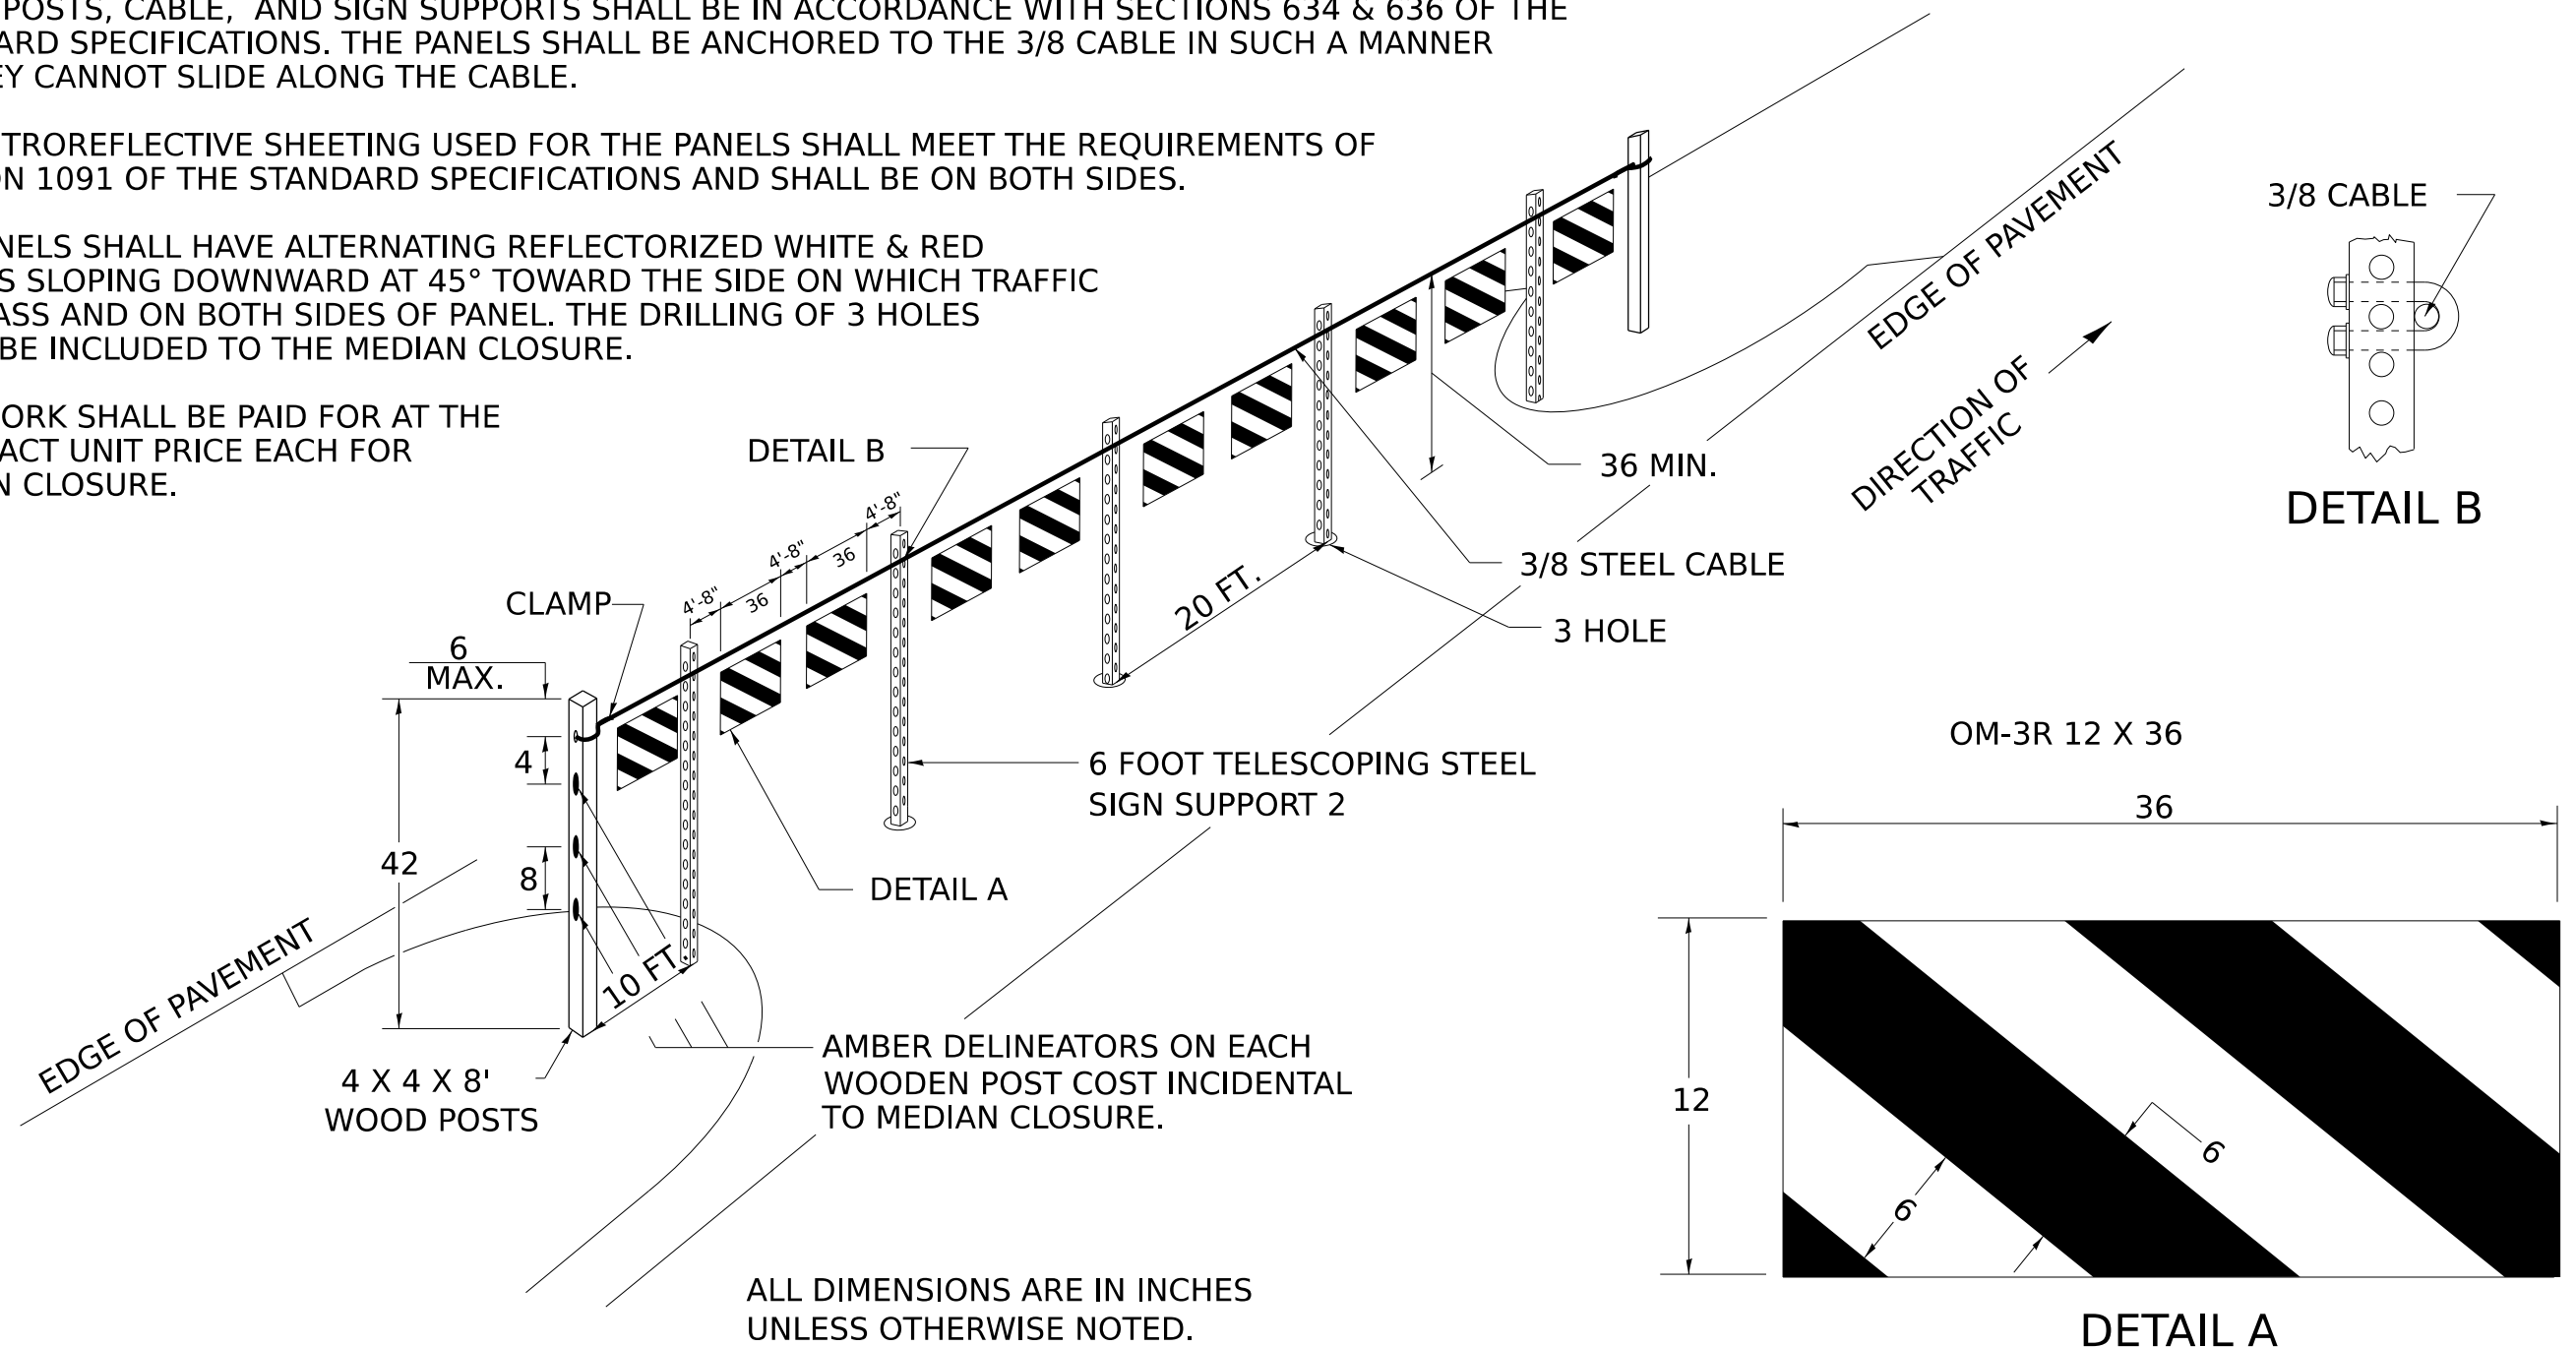 POSTS, CABLE, AND SIGN SUPPORTS SHALL BE IN ACCORDANCE WITH SECTIONS 634 & 636 OF THE
ARD SPECIFICATIONS. THE PANELS SHALL BE ANCHORED TO THE 3/8 CABLE IN SUCH A MANNER
EY CANNOT SLIDE ALONG THE CABLE.
TROREFLECTIVE SHEETING USED FOR THE PANELS SHALL MEET THE REQUIREMENTS OF
ON 1091 OF THE STANDARD SPECIFICATIONS AND SHALL BE ON BOTH SIDES.
NELS SHALL HAVE ALTERNATING REFLECTORIZED WHITE & RED
S SLOPING DOWNWARD AT 45° TOWARD THE SIDE ON WHICH TRAFFIC
ASS AND ON BOTH SIDES OF PANEL. THE DRILLING OF 3 HOLES
BE INCLUDED TO THE MEDIAN CLOSURE.
ORK SHALL BE PAID FOR AT THE
ACT UNIT PRICE EACH FOR
N CLOSURE.
3/8 CABLE
DETAIL B
EDGE OF PAVEMENT
DIRECTION OF
TRAFFIC
DETAIL B
36 MIN.
3/8 STEEL CABLE
3 HOLE
20 FT.
4'-8"
36
4'-8"
36
4'-8"
CLAMP
6
MAX.
4
42
8
10 FT.
6 FOOT TELESCOPING STEEL
SIGN SUPPORT 2
DETAIL A
EDGE OF PAVEMENT
4 X 4 X 8'
WOOD POSTS
AMBER DELINEATORS ON EACH
WOODEN POST COST INCIDENTAL
TO MEDIAN CLOSURE.
OM-3R 12 X 36
36
12
6
6
DETAIL A
ALL DIMENSIONS ARE IN INCHES
UNLESS OTHERWISE NOTED.